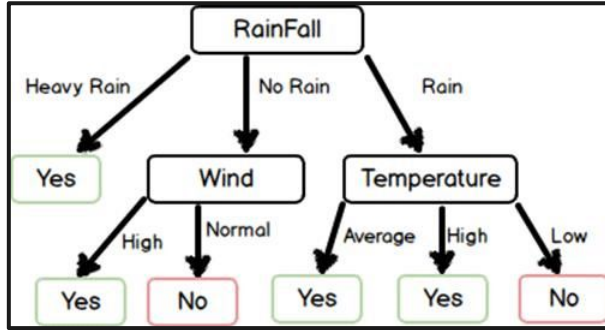 RainFall
Heavy Rain No Rain Rain
Yes Wind Temperature
High Normal Average High Low
Yes No Yes Yes No